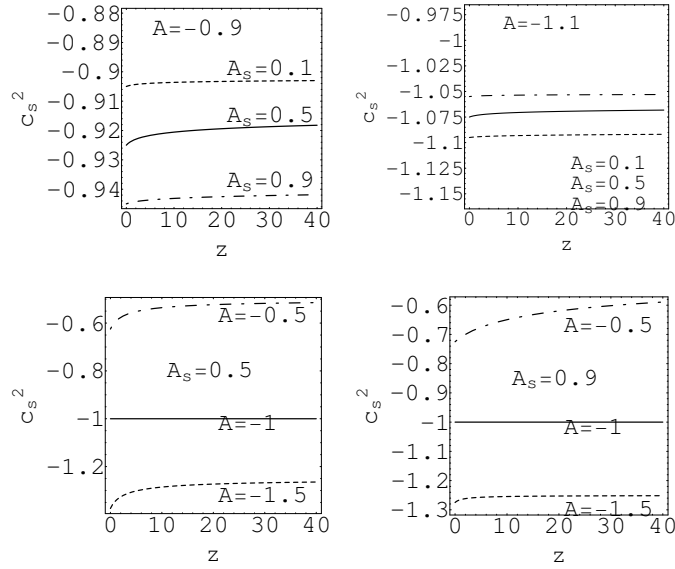 −0.88
−0.89
−0.9
−0.91
−0.92
−0.93
−0.94
A=−0.9
A_s=0.1
A_s=0.5
A_s=0.9
c_s^2
0 10 20 30 40
z
−0.975
−1
−1.025
−1.05
−1.075
−1.1
−1.125
−1.15
A=−1.1
A_s=0.1
A_s=0.5
A_s=0.9
c_s^2
0 10 20 30 40
z
−0.6
−0.8
−1
−1.2
A=−0.5
A_s=0.5
A=−1
A=−1.5
c_s^2
0 10 20 30 40
z
−0.6
−0.7
−0.8
−0.9
−1
−1.1
−1.2
−1.3
A=−0.5
A_s=0.9
A=−1
A=−1.5
c_s^2
0 10 20 30 40
z